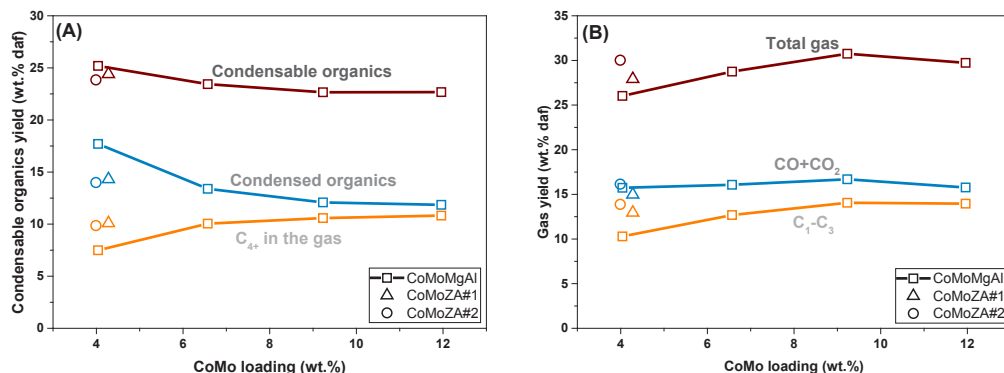 (A)
Condensable organics
Condensed organics
C4+ in the gas
CoMoMgAl
CoMoZA#1
CoMoZA#2
30
25
20
15
10
5
0
4
6
8
10
12
Condensable organics yield (wt.% daf)
CoMo loading (wt.%)
(B)
Total gas
CO+CO2
C1-C3
CoMoMgAl
CoMoZA#1
CoMoZA#2
35
30
25
20
15
10
5
0
4
6
8
10
12
Gas yield (wt.% daf)
CoMo loading (wt.%)